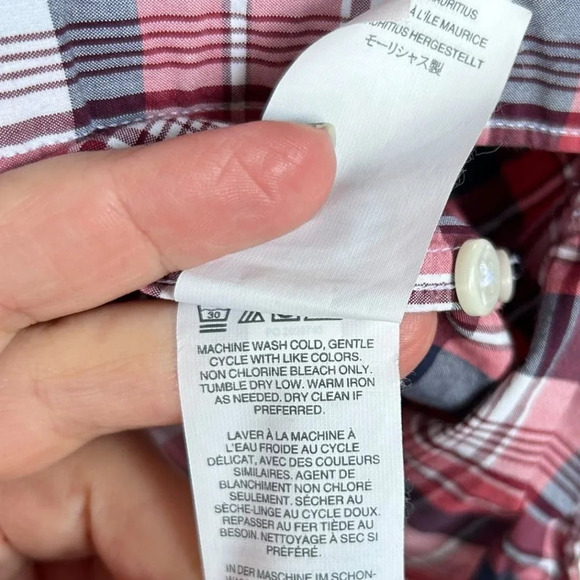 MAURITIUS
À L'ÎLE MAURICE
HERGESTELLT
モーリシャス製
30
MACHINE WASH COLD, GENTLE
CYCLE WITH LIKE COLORS.
NON CHLORINE BLEACH ONLY.
TUMBLE DRY LOW. WARM IRON
AS NEEDED. DRY CLEAN IF
PREFERRED.
LAVER À LA MACHINE À
L'EAU FROIDE AU CYCLE
DÉLICAT, AVEC DES COULEURS
SIMILAIRES. AGENT DE
BLANCHIMENT NON CHLORÉ
SEULEMENT. SÉCHER AU
SÈCHE-LINGE AU CYCLE DOUX.
REPASSER AU FER TIÈDE AU
BESOIN. NETTOYAGE À SEC SI
PRÉFÉRÉ.
IN DER MASCHINE IM SCHON-